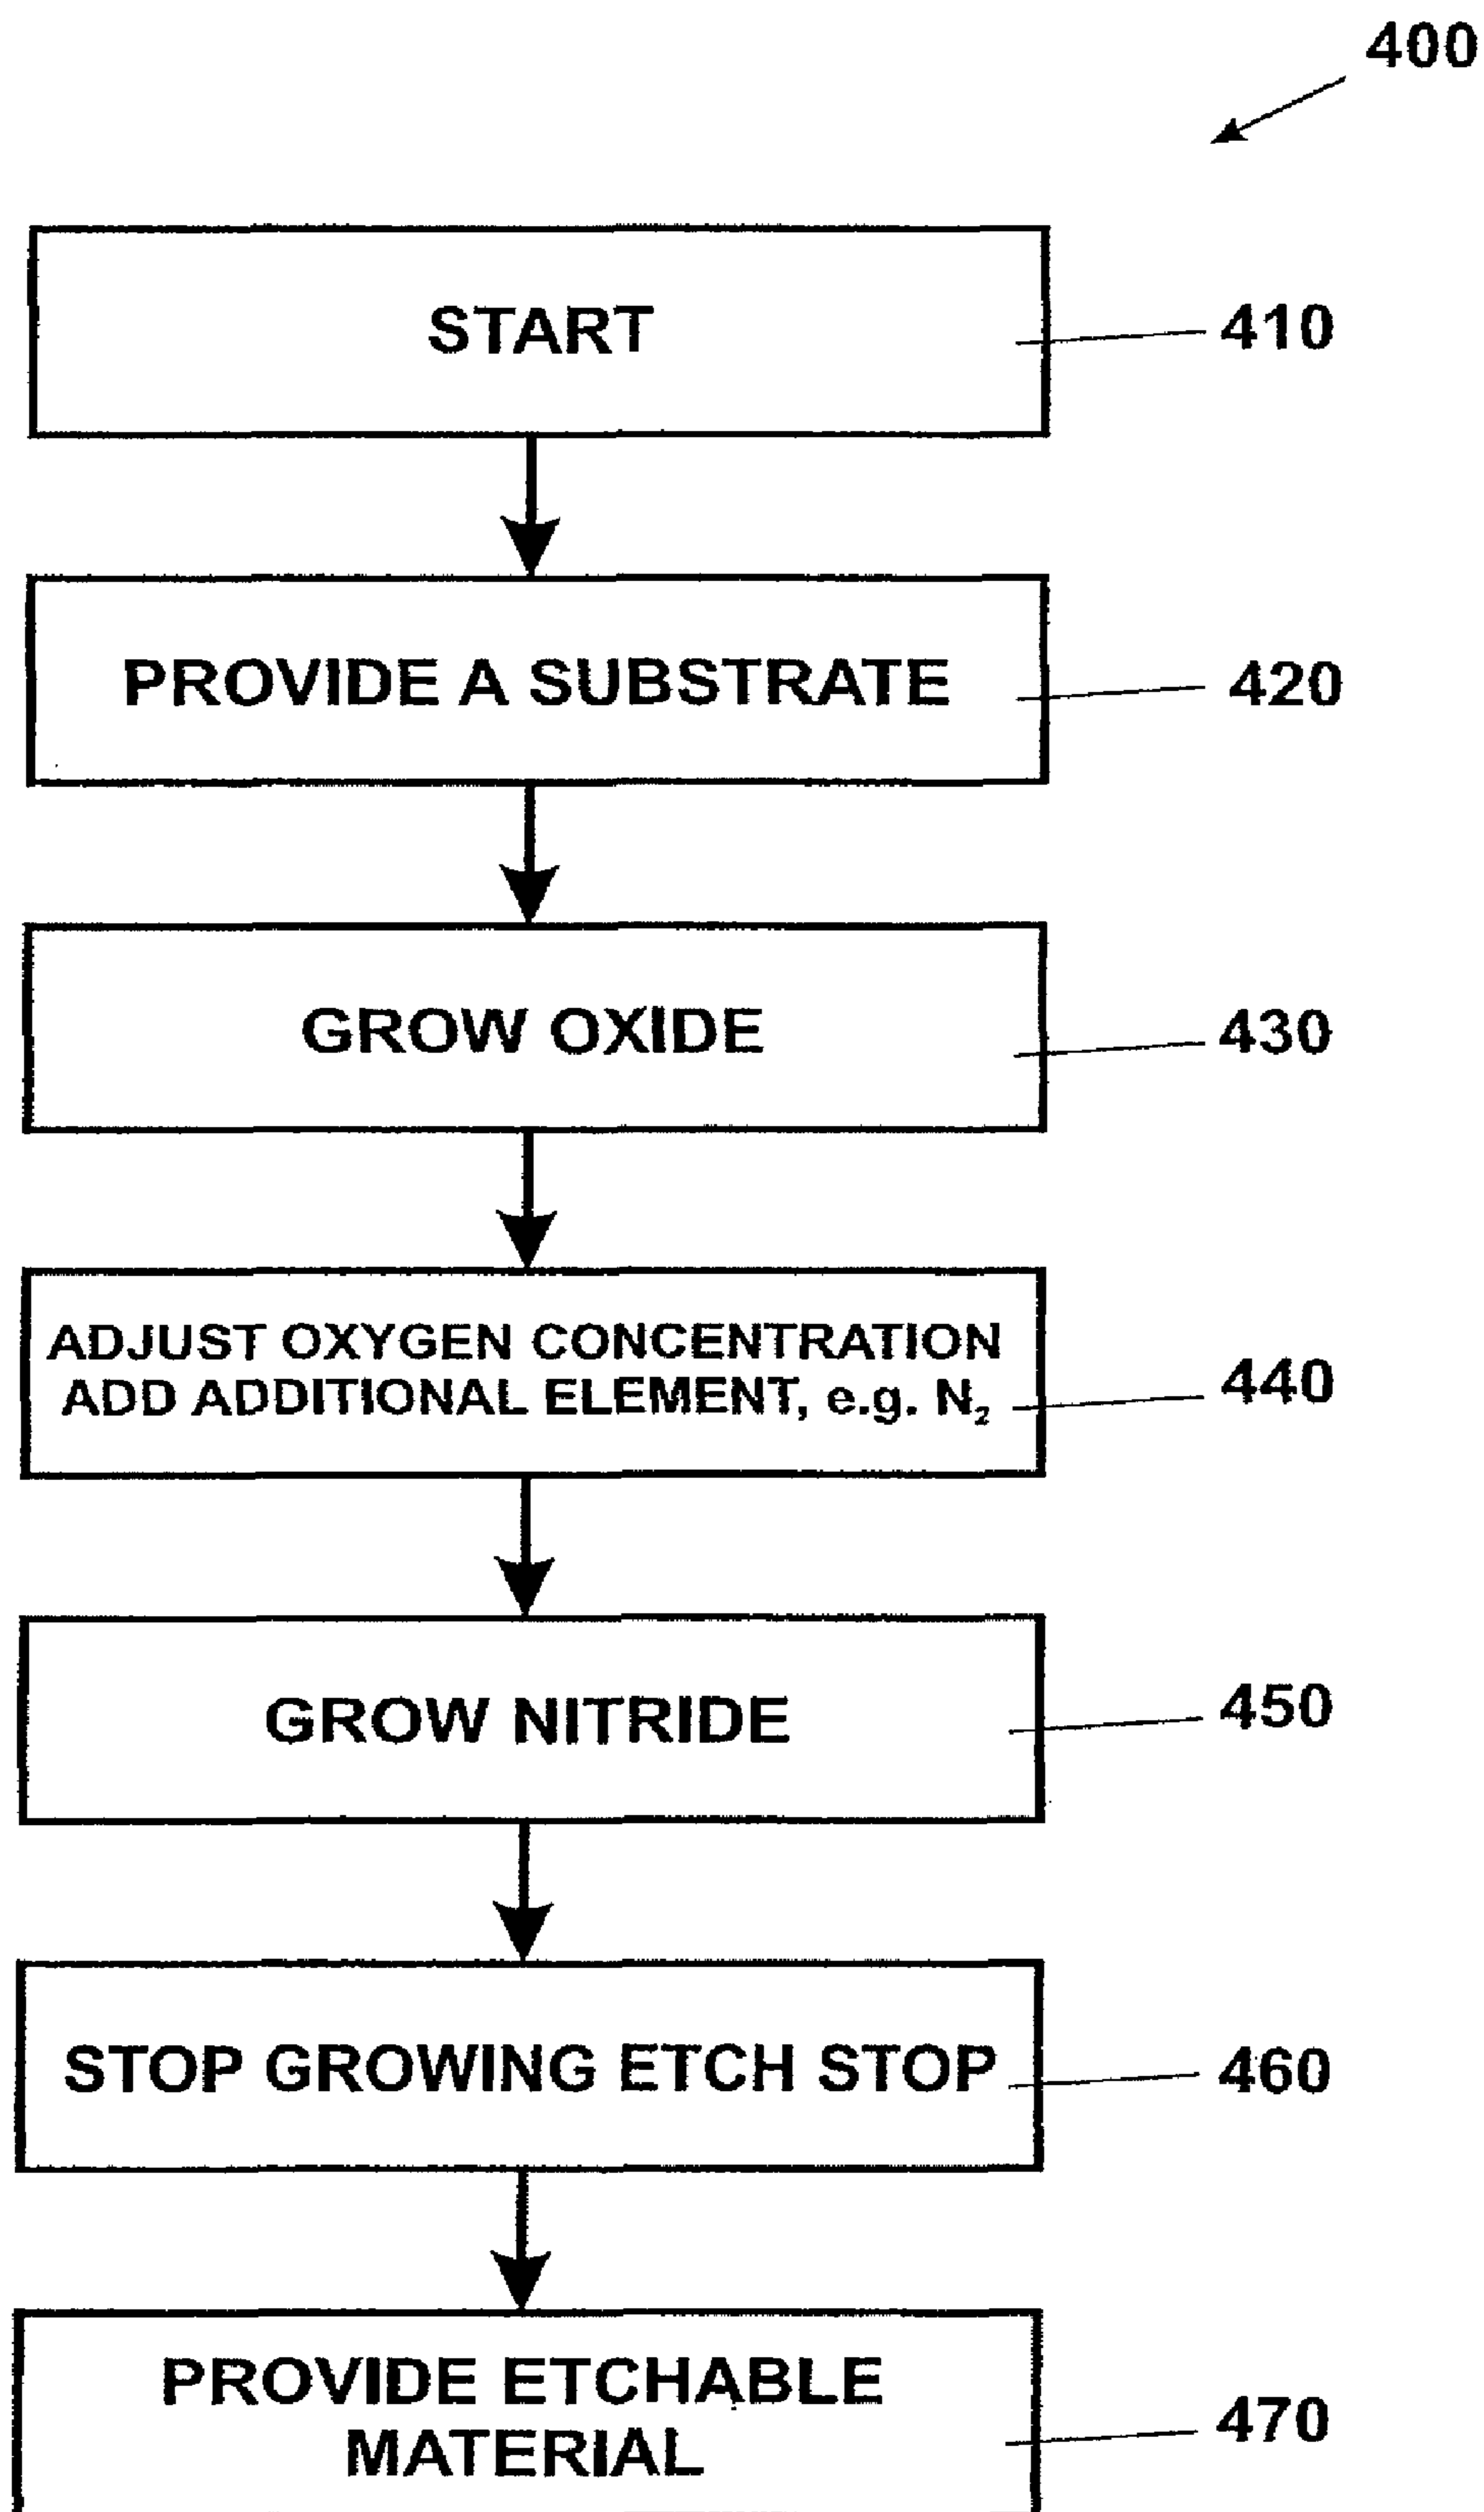 400
START
410
PROVIDE A SUBSTRATE
420
GROW OXIDE
430
ADJUST OXYGEN CONCENTRATION
ADD ADDITIONAL ELEMENT, e.g. N₂
440
GROW NITRIDE
450
STOP GROWING ETCH STOP
460
PROVIDE ETCHABLE
MATERIAL
470